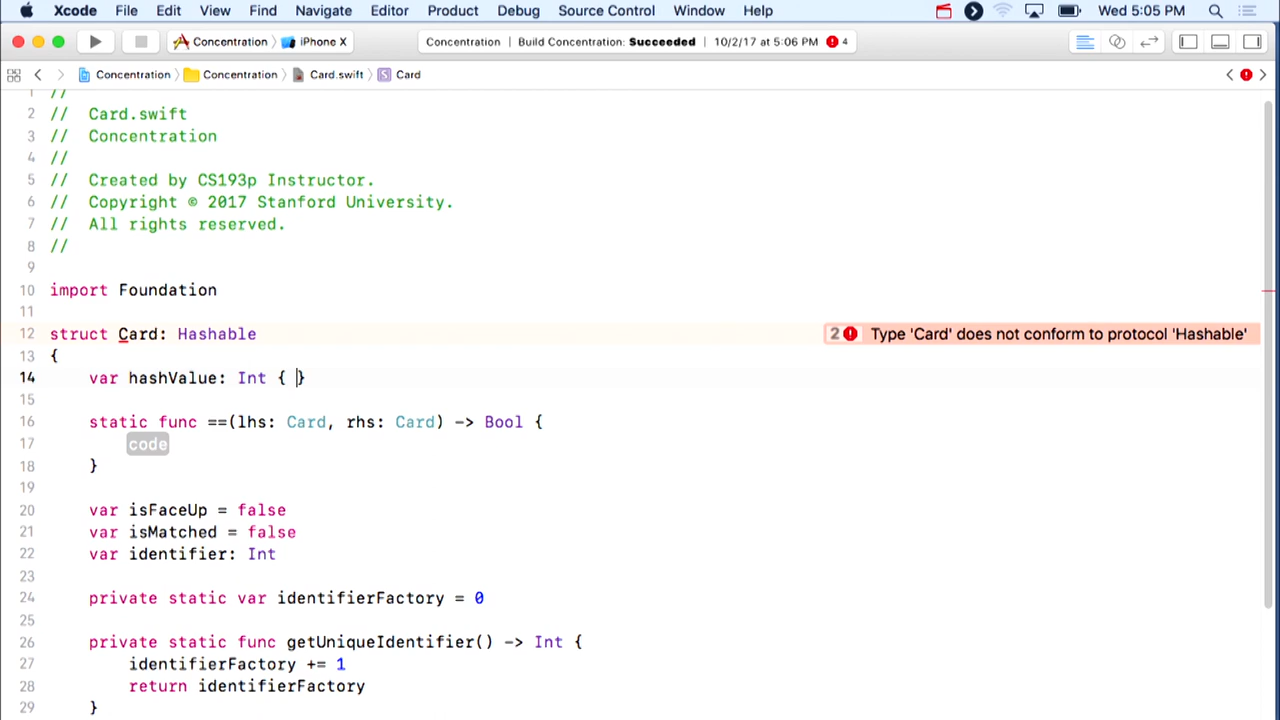 Xcode File Edit View Find Navigate Editor Product Debug Source Control Window Help Wed 5:05 PM
Concentration iPhone X Concentration | Build Concentration: Succeeded | 10/2/17 at 5:06 PM 4
Concentration Concentration Card.swift Card
1 //
2 // Card.swift
3 // Concentration
4 //
5 // Created by CS193p Instructor.
6 // Copyright © 2017 Stanford University.
7 // All rights reserved.
8 //
9
10 import Foundation
11
12 struct Card: Hashable 2 Type 'Card' does not conform to protocol 'Hashable'
13 {
14 var hashValue: Int { }
15
16 static func ==(lhs: Card, rhs: Card) -> Bool {
17 code
18 }
19
20 var isFaceUp = false
21 var isMatched = false
22 var identifier: Int
23
24 private static var identifierFactory = 0
25
26 private static func getUniqueIdentifier() -> Int {
27 identifierFactory += 1
28 return identifierFactory
29 }